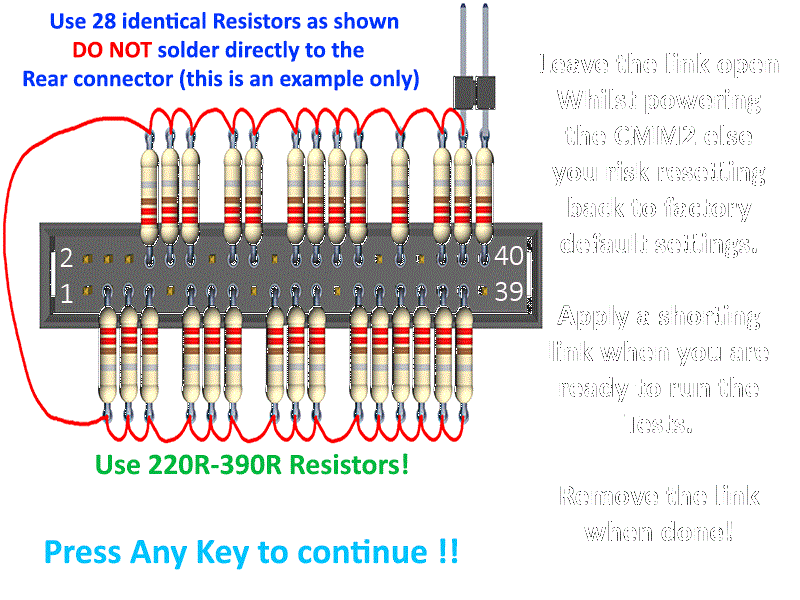 Use 28 identical Resistors as shown
DO NOT solder directly to the
Rear connector (this is an example only)
Leave the link open
Whilst powering
the CMM2 else
you risk resetting
back to factory
default settings.
Apply a shorting
link when you are
ready to run the
Tests.
Remove the link
when done!
2
40
1
39
Use 220R-390R Resistors!
Press Any Key to continue !!